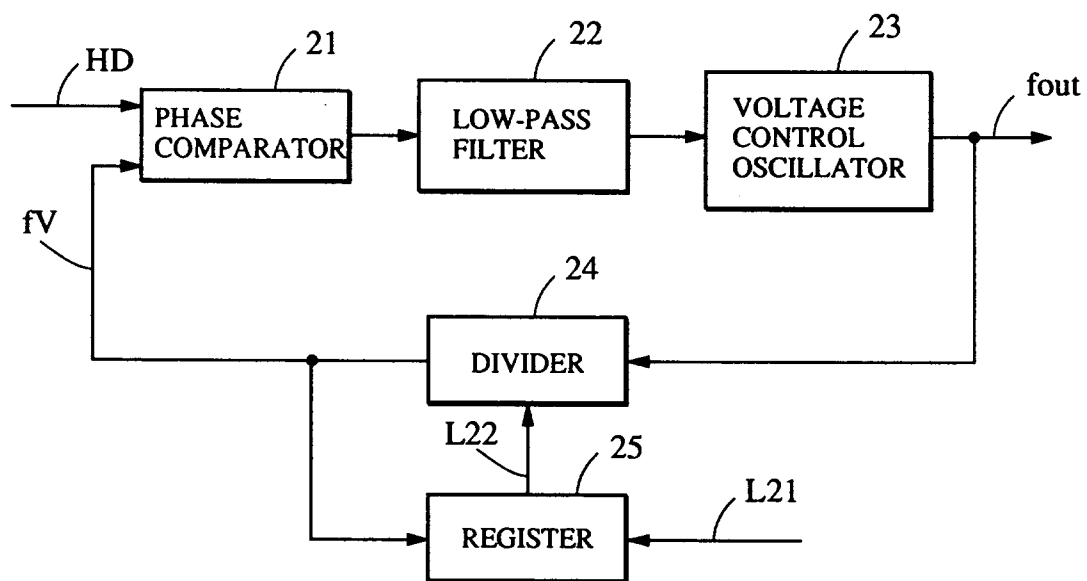 21
22
23
HD
fout
PHASE
COMPARATOR
LOW-PASS
FILTER
VOLTAGE
CONTROL
OSCILLATOR
fV
24
DIVIDER
L22
25
L21
REGISTER